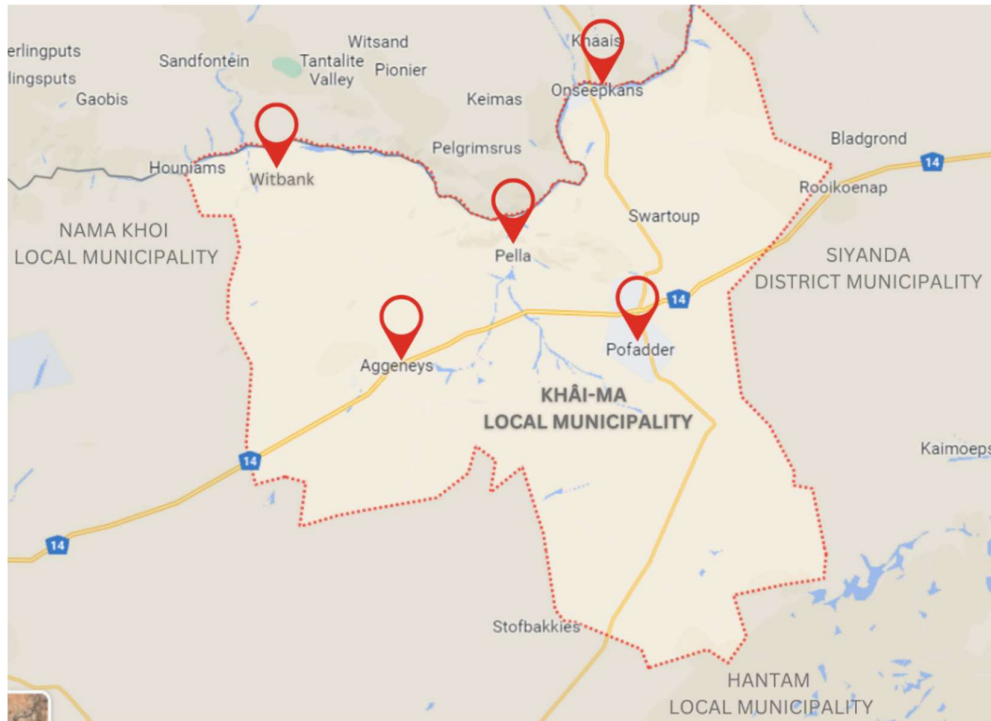 Witsand
Sandfontein
Tantalite
Valley
Pionier
erlingputs
lingsputs
Gaobis
Khaais
Keimas
Onseepkans
Pelgrimsrus
Bladgrond
14
Houniams
Witbank
Rooikoenap
NAMA KHOI
LOCAL MUNICIPALITY
Swartoup
Pella
SIYANDA
DISTRICT MUNICIPALITY
14
Pofadder
Aggeneys
KHÂI-MA
LOCAL MUNICIPALITY
14
Kaimoeps
14
Stofbakkies
HANTAM
LOCAL MUNICIPALITY